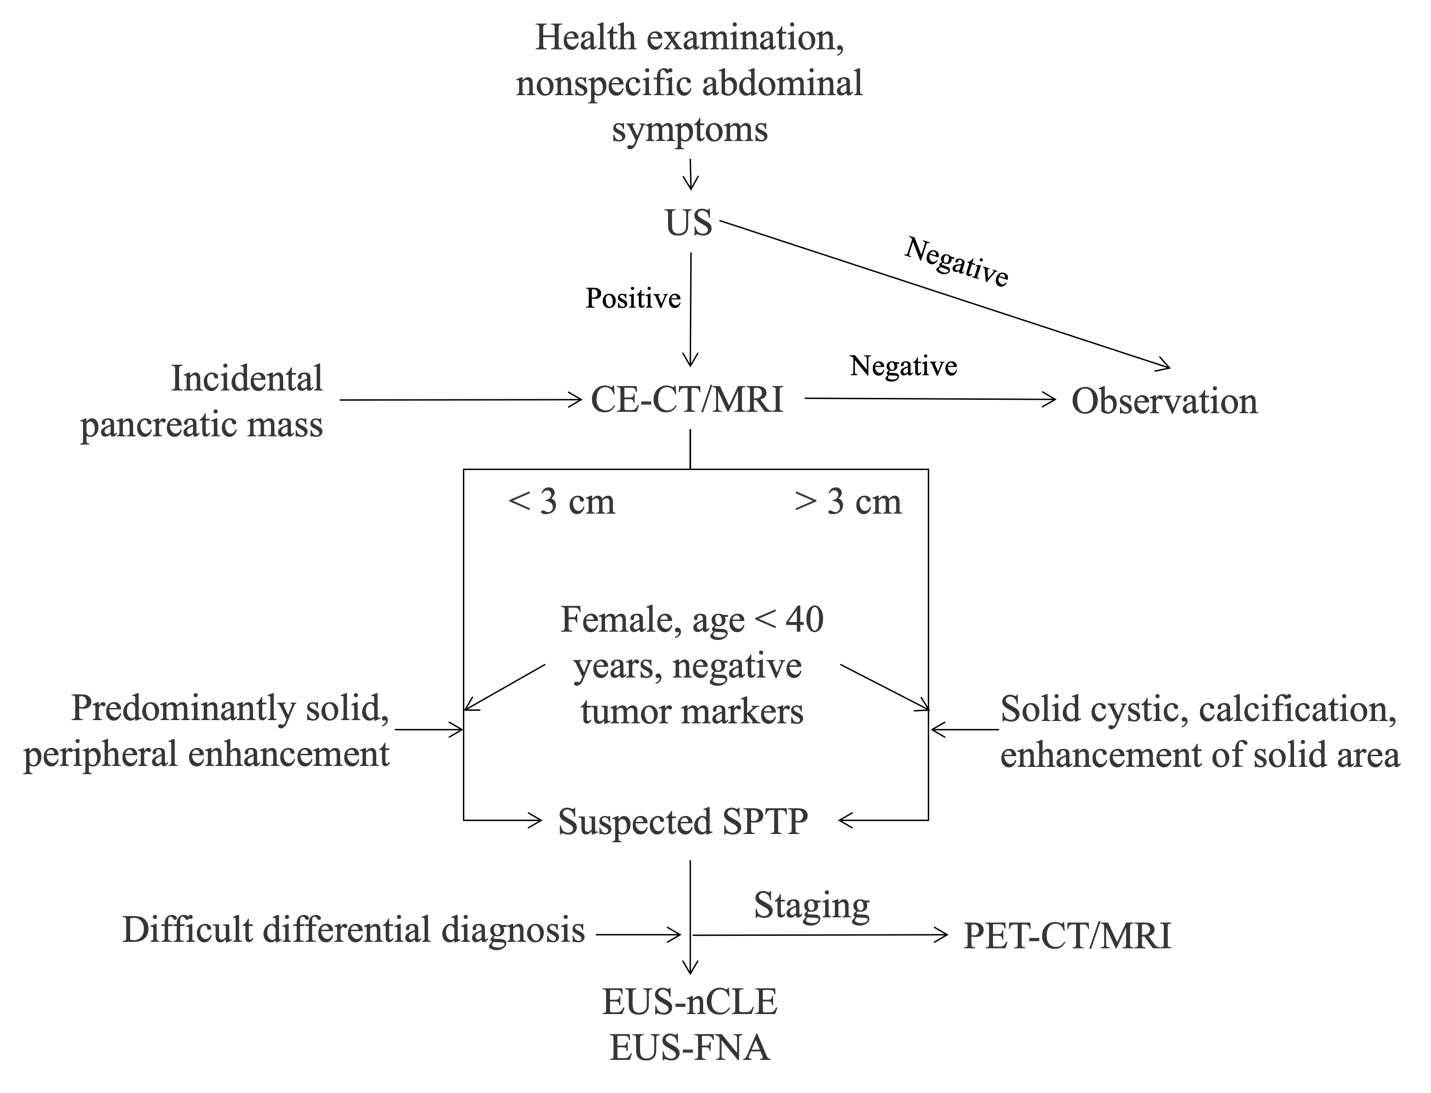 Health examination,
nonspecific abdominal
symptoms
US
Negative
Positive
Incidental
pancreatic mass
CE-CT/MRI
Negative
Observation
< 3 cm
> 3 cm
Female, age < 40
years, negative
tumor markers
Predominantly solid,
peripheral enhancement
Solid cystic, calcification,
enhancement of solid area
Suspected SPTP
Difficult differential diagnosis
Staging
PET-CT/MRI
EUS-nCLE
EUS-FNA